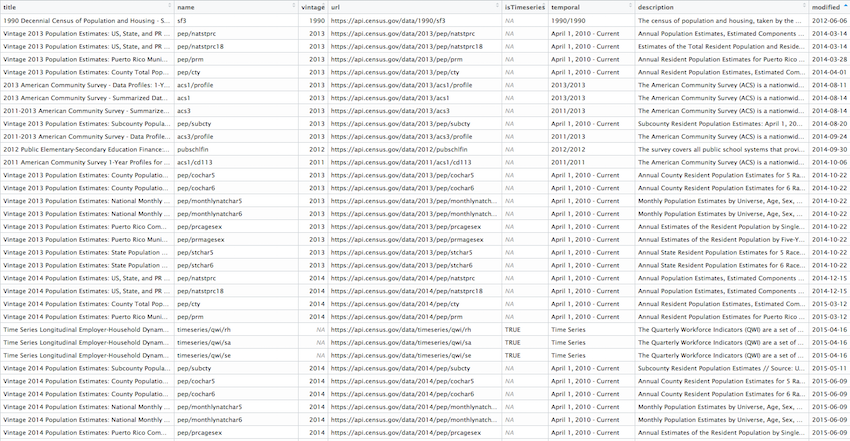 title name vintage url isTimeseries temporal description modified
1990 Decennial Census of Population and Housing - S... sf3 1990 https://api.census.gov/data/1990/sf3 NA 1990/1990 The census of population and housing, taken by the ... 2012-06-06
Vintage 2013 Population Estimates: US, State, and PR ... pep/natstprc 2013 https://api.census.gov/data/2013/pep/natstprc NA April 1, 2010 - Current Annual Population Estimates, Estimated Components ... 2014-03-14
Vintage 2013 Population Estimates: US, State, and PR ... pep/natstprc18 2013 https://api.census.gov/data/2013/pep/natstprc18 NA April 1, 2010 - Current Estimates of the Total Resident Population and Reside... 2014-03-14
Vintage 2013 Population Estimates: Puerto Rico Muni... pep/prm 2013 https://api.census.gov/data/2013/pep/prm NA April 1, 2010 - Current Annual Resident Population Estimates for Puerto Rico ... 2014-03-28
Vintage 2013 Population Estimates: County Total Pop... pep/cty 2013 https://api.census.gov/data/2013/pep/cty NA April 1, 2010 - Current Annual Resident Population Estimates, Estimated Com... 2014-04-01
2013 American Community Survey - Data Profiles: 1-Y... acs1/profile 2013 https://api.census.gov/data/2013/acs1/profile NA 2013/2013 The American Community Survey (ACS) is a nationwid... 2014-08-11
2013 American Community Survey - Summarized Dat... acs1 2013 https://api.census.gov/data/2013/acs1 NA 2013/2013 The American Community Survey (ACS) is a nationwid... 2014-08-14
2011-2013 American Community Survey - Summarize... acs3 2013 https://api.census.gov/data/2013/acs3 NA 2011/2013 The American Community Survey (ACS) is a nationwid... 2014-08-14
Vintage 2013 Population Estimates: Subcounty Popula... pep/subcty 2013 https://api.census.gov/data/2013/pep/subcty NA April 1, 2010 - Current Subcounty Resident Population Estimates: April 1, 20... 2014-08-20
2011-2013 American Community Survey - Data Profile... acs3/profile 2013 https://api.census.gov/data/2013/acs3/profile NA 2011/2013 The American Community Survey (ACS) is a nationwid... 2014-09-24
2012 Public Elementary-Secondary Education Financ... pubschlfin 2012 https://api.census.gov/data/2012/pubschlfin NA 2012/2012 The survey covers all public school systems that provi... 2014-09-30
2011 American Community Survey 1-Year Profiles for ... acs1/cd113 2011 https://api.census.gov/data/2011/acs1/cd113 NA 2011/2011 The American Community Survey (ACS) is a nationwid... 2014-10-06
Vintage 2013 Population Estimates: County Populatio... pep/cochar5 2013 https://api.census.gov/data/2013/pep/cochar5 NA April 1, 2010 - Current Annual County Resident Population Estimates for 5 Ra... 2014-10-22
Vintage 2013 Population Estimates: County Populatio... pep/cochar6 2013 https://api.census.gov/data/2013/pep/cochar6 NA April 1, 2010 - Current Annual County Resident Population Estimates for 6 Ra... 2014-10-22
Vintage 2013 Population Estimates: National Monthly ... pep/monthlynatchar5 2013 https://api.census.gov/data/2013/pep/monthlynatchar... NA April 1, 2010 - Current Monthly Population Estimates by Universe, Age, Sex, ... 2014-10-22
Vintage 2013 Population Estimates: National Monthly ... pep/monthlynatchar6 2013 https://api.census.gov/data/2013/pep/monthlynatchar... NA April 1, 2010 - Current Monthly Population Estimates by Universe, Age, Sex, ... 2014-10-22
Vintage 2013 Population Estimates: Puerto Rico Com... pep/prcagesex 2013 https://api.census.gov/data/2013/pep/prcagesex NA April 1, 2010 - Current Annual Estimates of the Resident Population by Single... 2014-10-22
Vintage 2013 Population Estimates: Puerto Rico Muni... pep/prmagesex 2013 https://api.census.gov/data/2013/pep/prmagesex NA April 1, 2010 - Current Annual Estimates of the Resident Population by Five-Y... 2014-10-22
Vintage 2013 Population Estimates: State Population ... pep/stchar5 2013 https://api.census.gov/data/2013/pep/stchar5 NA April 1, 2010 - Current Annual State Resident Population Estimates for 5 Race... 2014-10-22
Vintage 2013 Population Estimates: State Population ... pep/stchar6 2013 https://api.census.gov/data/2013/pep/stchar6 NA April 1, 2010 - Current Annual State Resident Population Estimates for 6 Race... 2014-10-22
Vintage 2014 Population Estimates: US, State, and PR ... pep/natstprc 2014 https://api.census.gov/data/2014/pep/natstprc NA April 1, 2010 - Current Annual Population Estimates, Estimated Components ... 2014-12-15
Vintage 2014 Population Estimates: US, State, and PR ... pep/natstprc18 2014 https://api.census.gov/data/2014/pep/natstprc18 NA April 1, 2010 - Current Annual Population Estimates, Estimated Components ... 2014-12-15
Vintage 2014 Population Estimates: County Total Pop... pep/cty 2014 https://api.census.gov/data/2014/pep/cty NA April 1, 2010 - Current Annual Resident Population Estimates, Estimated Com... 2015-03-12
Vintage 2014 Population Estimates: Puerto Rico Muni... pep/prm 2014 https://api.census.gov/data/2014/pep/prm NA April 1, 2010 - Current Annual Resident Population Estimates for Puerto Rico ... 2015-03-12
Time Series Longitudinal Employer-Household Dynam... timeseries/qwi/rh NA https://api.census.gov/data/timeseries/qwi/rh TRUE Time Series The Quarterly Workforce Indicators (QWI) are a set of ... 2015-04-16
Time Series Longitudinal Employer-Household Dynam... timeseries/qwi/sa NA https://api.census.gov/data/timeseries/qwi/sa TRUE Time Series The Quarterly Workforce Indicators (QWI) are a set of ... 2015-04-16
Time Series Longitudinal Employer-Household Dynam... timeseries/qwi/se NA https://api.census.gov/data/timeseries/qwi/se TRUE Time Series The Quarterly Workforce Indicators (QWI) are a set of ... 2015-04-16
Vintage 2014 Population Estimates: Subcounty Popula... pep/subcty 2014 https://api.census.gov/data/2014/pep/subcty NA April 1, 2010 - Current Subcounty Resident Population Estimates // Source: U... 2015-05-11
Vintage 2014 Population Estimates: County Populatio... pep/cochar5 2014 https://api.census.gov/data/2014/pep/cochar5 NA April 1, 2010 - Current Annual County Resident Population Estimates for 5 Ra... 2015-06-09
Vintage 2014 Population Estimates: County Populatio... pep/cochar6 2014 https://api.census.gov/data/2014/pep/cochar6 NA April 1, 2010 - Current Annual County Resident Population Estimates for 6 Ra... 2015-06-09
Vintage 2014 Population Estimates: National Monthly ... pep/monthlynatchar5 2014 https://api.census.gov/data/2014/pep/monthlynatch... NA April 1, 2010 - Current Monthly Population Estimates by Universe, Age, Sex, ... 2015-06-09
Vintage 2014 Population Estimates: National Monthly ... pep/monthlynatchar6 2014 https://api.census.gov/data/2014/pep/monthlynatch... NA April 1, 2010 - Current Monthly Population Estimates by Universe, Age, Sex, ... 2015-06-09
Vintage 2014 Population Estimates: Puerto Rico Com... pep/prcagesex 2014 https://api.census.gov/data/2014/pep/prcagesex NA April 1, 2010 - Current Annual Estimates of the Resident Population by Single... 2015-06-09